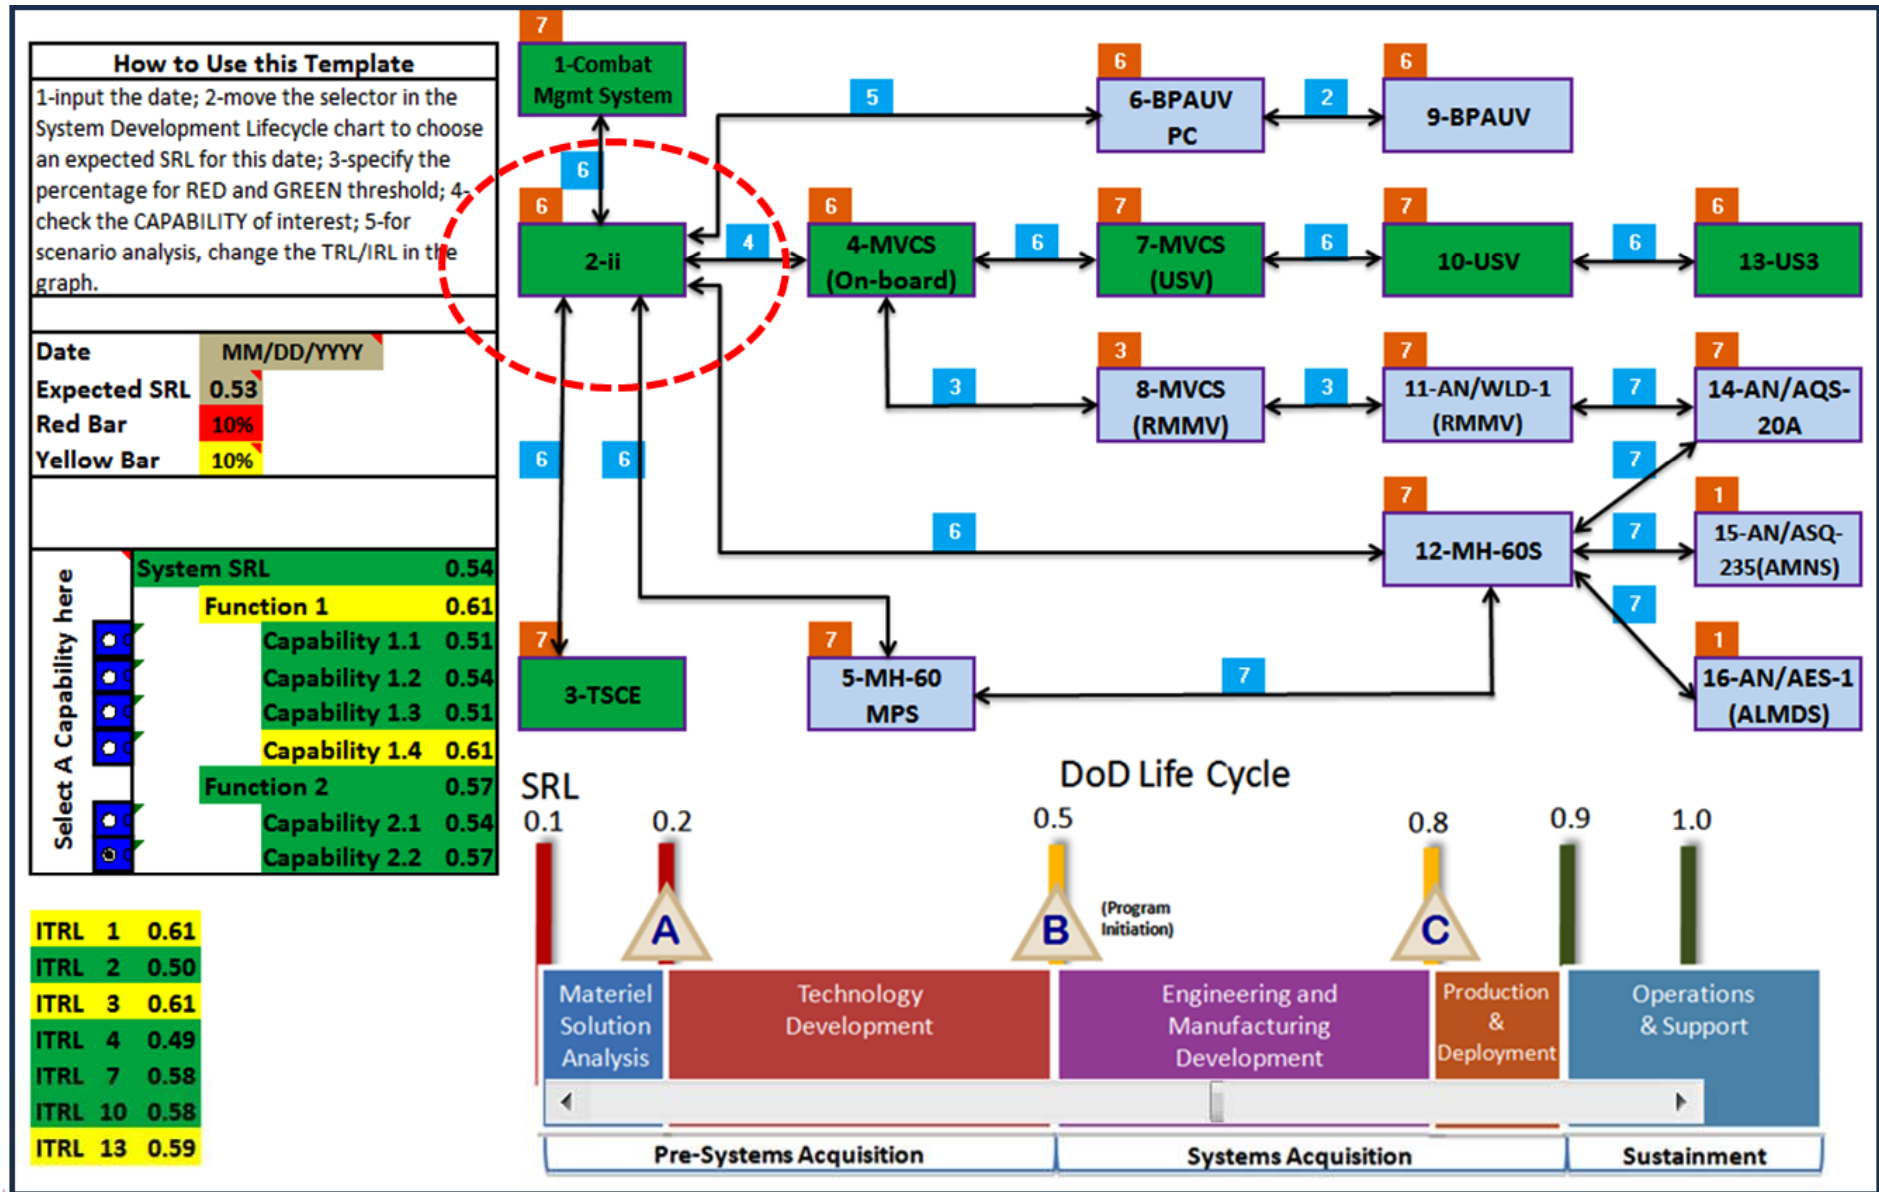 How to Use this Template
1-input the date; 2-move the selector in the
System Development Lifecycle chart to choose
an expected SRL for this date; 3-specify the
percentage for RED and GREEN threshold; 4-
check the CAPABILITY of interest; 5-for
scenario analysis, change the TRL/IRL in the
graph.
Date MM/DD/YYYY
Expected SRL 0.53
Red Bar 10%
Yellow Bar 10%
Select A Capability here
System SRL 0.54
Function 1 0.61
Capability 1.1 0.51
Capability 1.2 0.54
Capability 1.3 0.51
Capability 1.4 0.61
Function 2 0.57
Capability 2.1 0.54
Capability 2.2 0.57
ITRL 1 0.61
ITRL 2 0.50
ITRL 3 0.61
ITRL 4 0.49
ITRL 7 0.58
ITRL 10 0.58
ITRL 13 0.59
7
1-Combat
Mgmt System
6
5
6
6-BPAUV
PC
2
6
9-BPAUV
6
2-ii
4
6
4-MVCS
(On-board)
6
7
7-MVCS
(USV)
6
7
10-USV
6
6
13-US3
3
3
8-MVCS
(RMMV)
3
7
11-AN/WLD-1
(RMMV)
7
7
14-AN/AQS-
20A
6
6
7
6
7
12-MH-60S
7
1
15-AN/ASQ-
235(AMNS)
7
1
16-AN/AES-1
(ALMDS)
7
3-TSCE
7
5-MH-60
MPS
7
DoD Life Cycle
SRL
0.1 0.2 0.5 0.8 0.9 1.0
A
B
(Program
Initiation)
C
Materiel
Solution
Analysis
Technology
Development
Engineering and
Manufacturing
Development
Production
&
Deployment
Operations
& Support
Pre-Systems Acquisition
Systems Acquisition
Sustainment